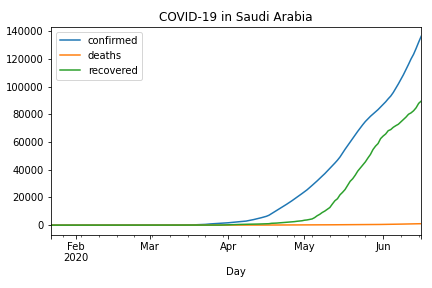 COVID-19 in Saudi Arabia
confirmed
deaths
recovered
140000
120000
100000
80000
60000
40000
20000
0
Feb Mar Apr May Jun
2020
Day